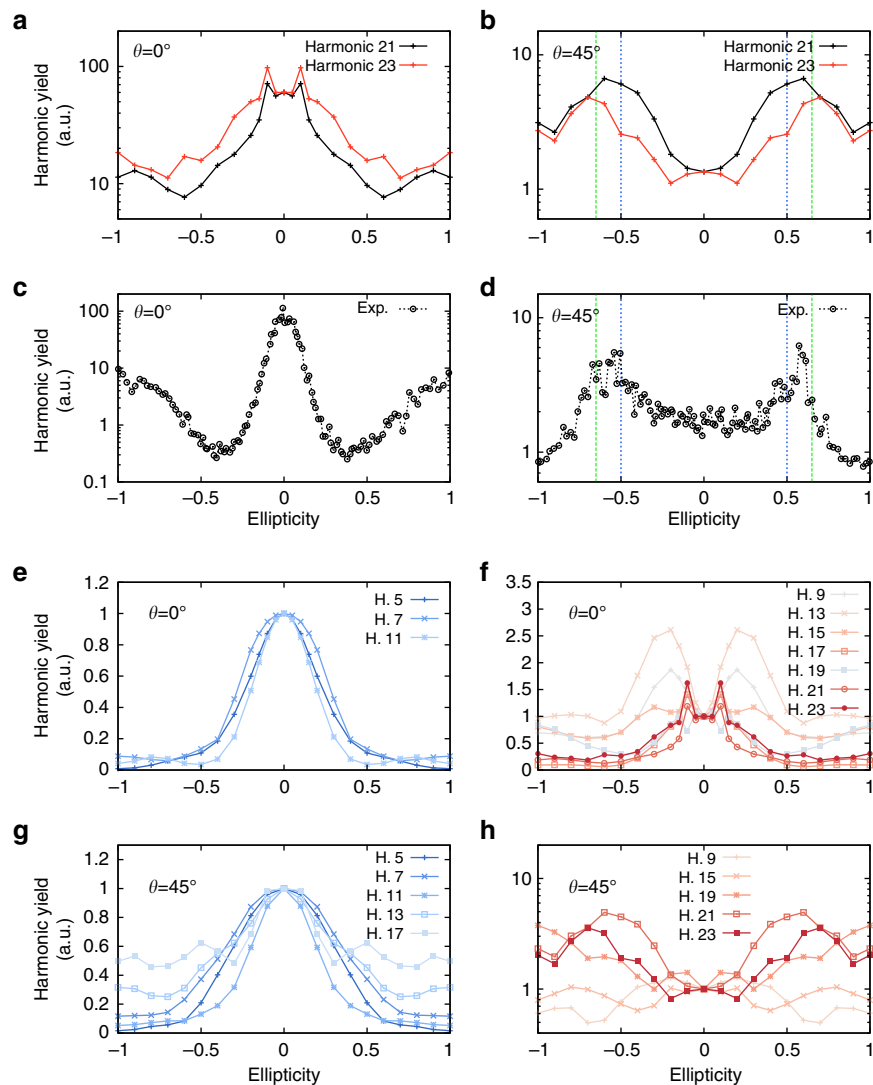 a
θ=0°
Harmonic 21
Harmonic 23
Harmonic yield
(a.u.)
100
10
−1 −0.5 0 0.5 1
b
θ=45°
Harmonic 21
Harmonic 23
10
1
−1 −0.5 0 0.5 1
c
θ=0°
Exp.
Harmonic yield
(a.u.)
100
10
1
0.1
−1 −0.5 0 0.5 1
Ellipticity
d
θ=45°
Exp.
10
1
−1 −0.5 0 0.5 1
Ellipticity
e
θ=0°
H. 5
H. 7
H. 11
Harmonic yield
(a.u.)
1.2
1
0.8
0.6
0.4
0.2
0
−1 −0.5 0 0.5 1
f
θ=0°
H. 9
H. 13
H. 15
H. 17
H. 19
H. 21
H. 23
3.5
3
2.5
2
1.5
1
0.5
0
−1 −0.5 0 0.5 1
g
θ=45°
H. 5
H. 7
H. 11
H. 13
H. 17
Harmonic yield
(a.u.)
1.2
1
0.8
0.6
0.4
0.2
0
−1 −0.5 0 0.5 1
Ellipticity
h
θ=45°
H. 9
H. 15
H. 19
H. 21
H. 23
10
1
−1 −0.5 0 0.5 1
Ellipticity